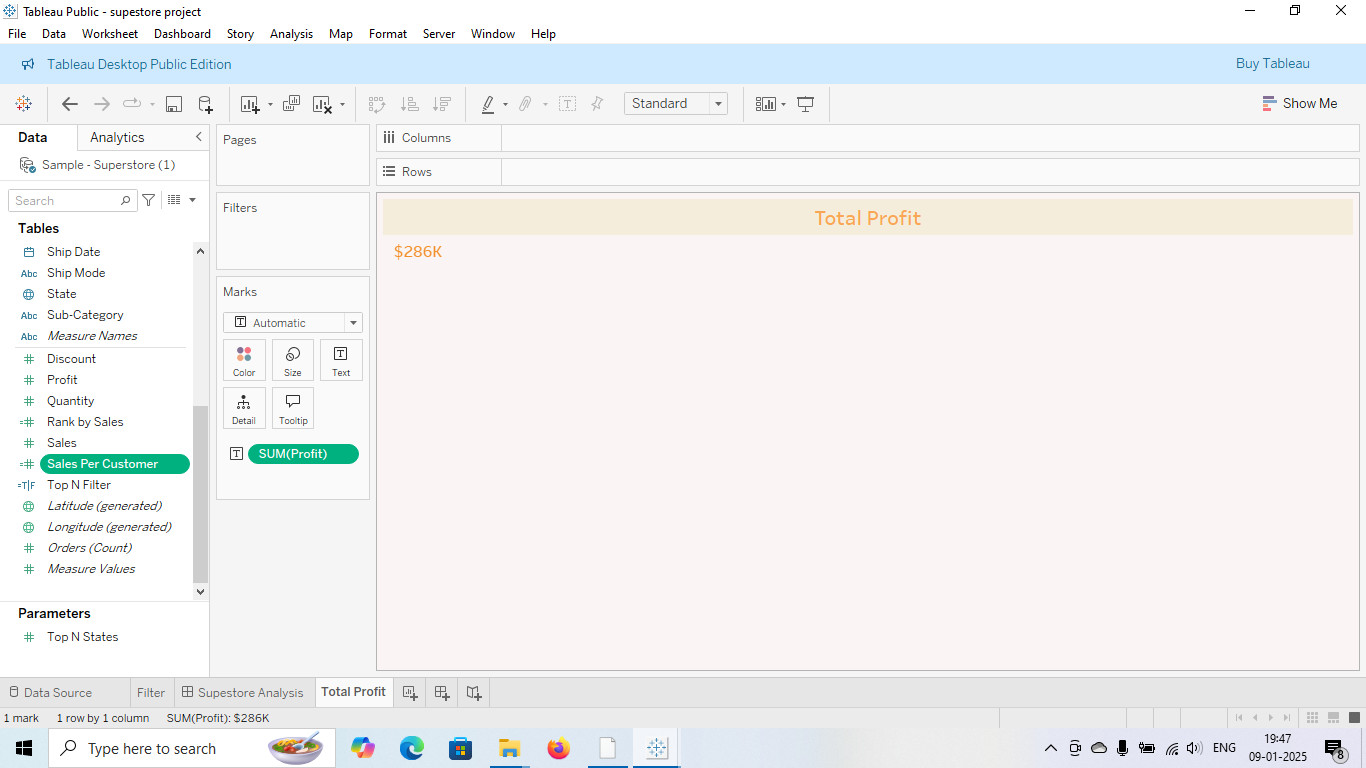 Tableau Public - supestore project
File Data Worksheet Dashboard Story Analysis Map Format Server Window Help
Tableau Desktop Public Edition
Buy Tableau
Standard
Show Me
Data
Analytics
Sample - Superstore (1)
Search
Tables
Ship Date
Abc Ship Mode
State
Abc Sub-Category
Abc Measure Names
Discount
Profit
Quantity
Rank by Sales
Sales
Sales Per Customer
=T|F Top N Filter
Latitude (generated)
Longitude (generated)
Orders (Count)
Measure Values
Parameters
Top N States
Pages
Filters
Marks
Automatic
Color Size Text
Detail Tooltip
SUM(Profit)
Columns
Rows
Total Profit
$286K
Data Source Filter Supestore Analysis Total Profit
1 mark 1 row by 1 column SUM(Profit): $286K
Type here to search
ENG
19:47
09-01-2025
8